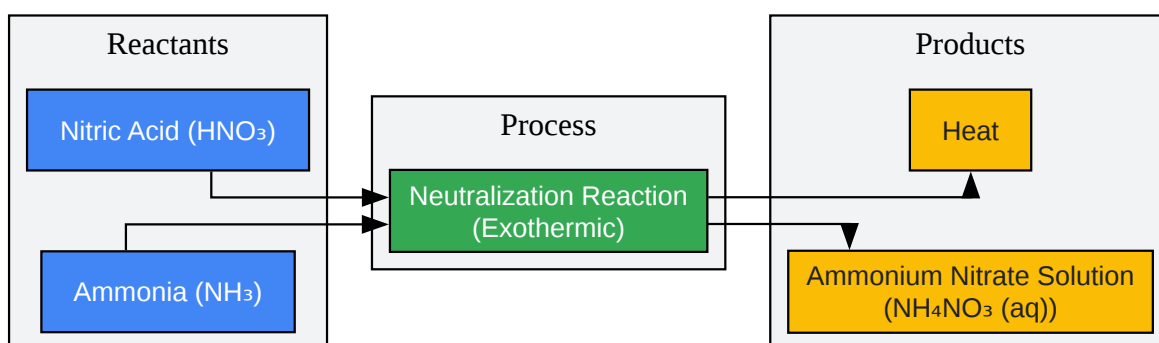 Reactants
Nitric Acid (HNO₃)
Ammonia (NH₃)
Process
Neutralization Reaction
(Exothermic)
Products
Heat
Ammonium Nitrate Solution
(NH₄NO₃ (aq))